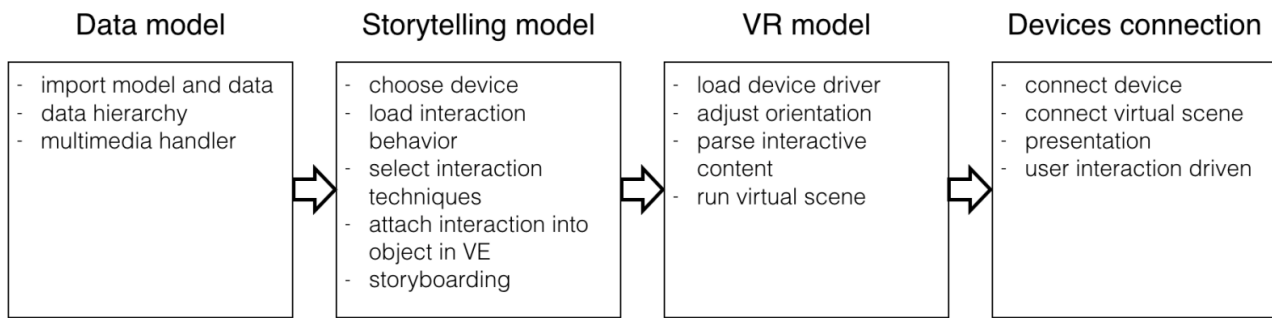 Data model
- import model and data
- data hierarchy
- multimedia handler
Storytelling model
- choose device
- load interaction
behavior
- select interaction
techniques
- attach interaction into
object in VE
- storyboarding
VR model
- load device driver
- adjust orientation
- parse interactive
content
- run virtual scene
Devices connection
- connect device
- connect virtual scene
- presentation
- user interaction driven